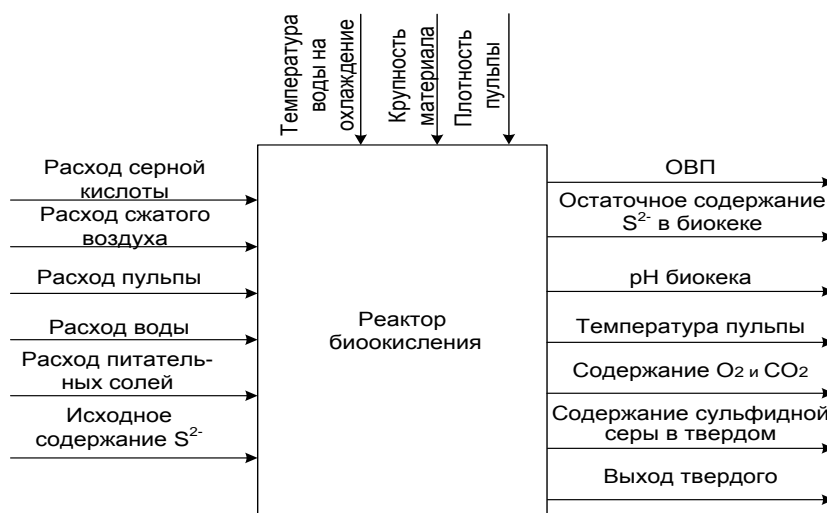 Температура
воды на
охлаждение
Крупность
материала
Плотность
пульпы
Расход серной
кислоты
Расход сжатого
воздуха
Расход пульпы
Расход воды
Расход питатель-
ных солей
Исходное
содержание S²⁻
Реактор
биоокисления
ОВП
Остаточное содержание
S²⁻ в биокеке
pH биокека
Температура пульпы
Содержание O₂ и CO₂
Содержание сульфидной
серы в твердом
Выход твердого